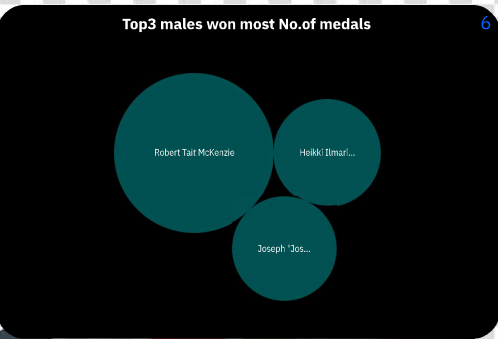 Top3 males won most No.of medals
6
Robert Tait McKenzie
Heikki Ilmari...
Joseph "Jos...